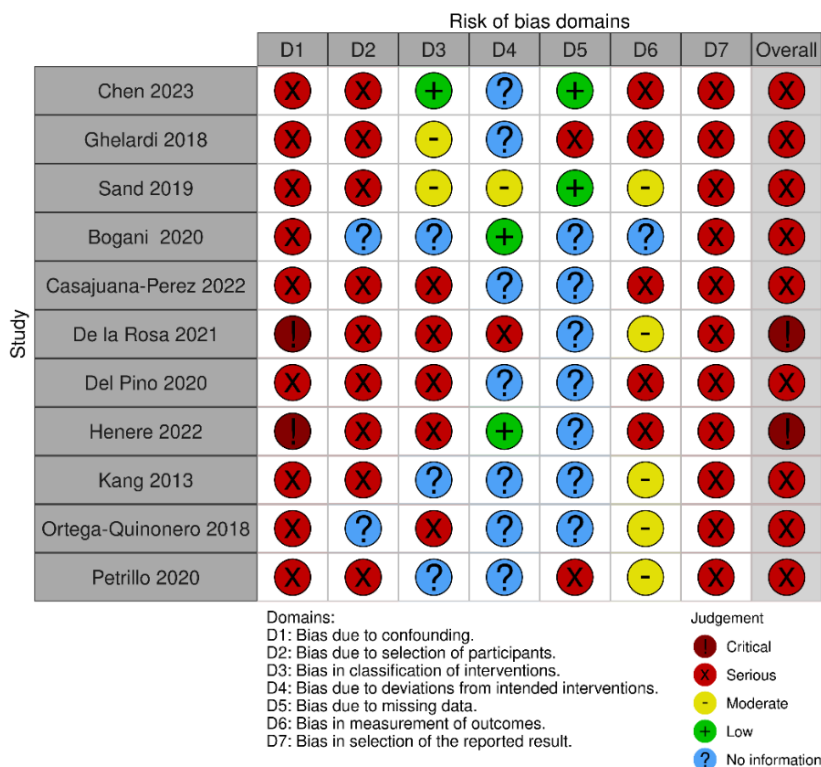 Risk of bias domains
D1 D2 D3 D4 D5 D6 D7 Overall
Study
Chen 2023 X X + ? + X X X
Ghelardi 2018 X X - ? X X X X
Sand 2019 X X - - + - X X
Bogani 2020 X ? ? + ? ? X X
Casajuana-Perez 2022 X X X ? ? X X X
De la Rosa 2021 ! X X X ? - X !
Del Pino 2020 X X X ? ? X X X
Henere 2022 ! X X + ? X X !
Kang 2013 X X ? ? ? - X X
Ortega-Quinonero 2018 X ? X ? ? - X X
Petrillo 2020 X X ? ? X - X X
Domains:
D1: Bias due to confounding.
D2: Bias due to selection of participants.
D3: Bias in classification of interventions.
D4: Bias due to deviations from intended interventions.
D5: Bias due to missing data.
D6: Bias in measurement of outcomes.
D7: Bias in selection of the reported result.
Judgement
! Critical
X Serious
- Moderate
+ Low
? No information